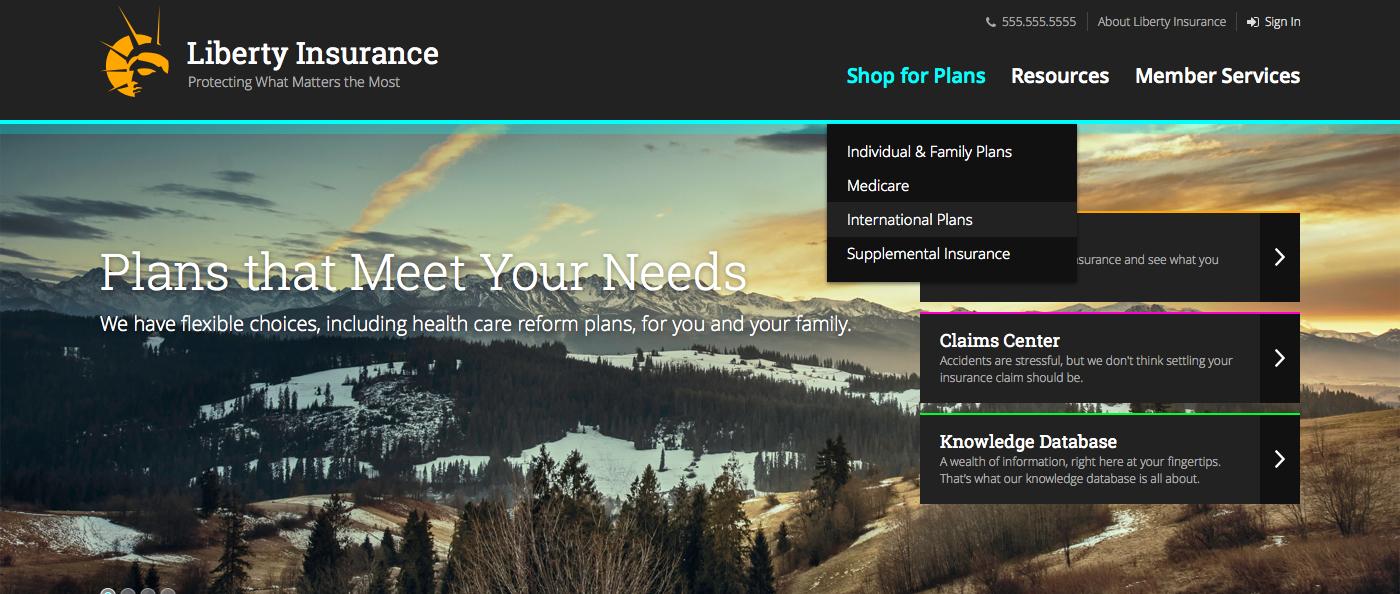 555.555.5555
About Liberty Insurance
Sign In
Liberty Insurance
Protecting What Matters the Most
Shop for Plans
Resources
Member Services
Individual & Family Plans
Medicare
International Plans
Supplemental Insurance
Plans that Meet Your Needs
We have flexible choices, including health care reform plans, for you and your family.
and see what you
Claims Center
Accidents are stressful, but we don't think settling your
insurance claim should be.
Knowledge Database
A wealth of information, right here at your fingertips.
That's what our knowledge database is all about.